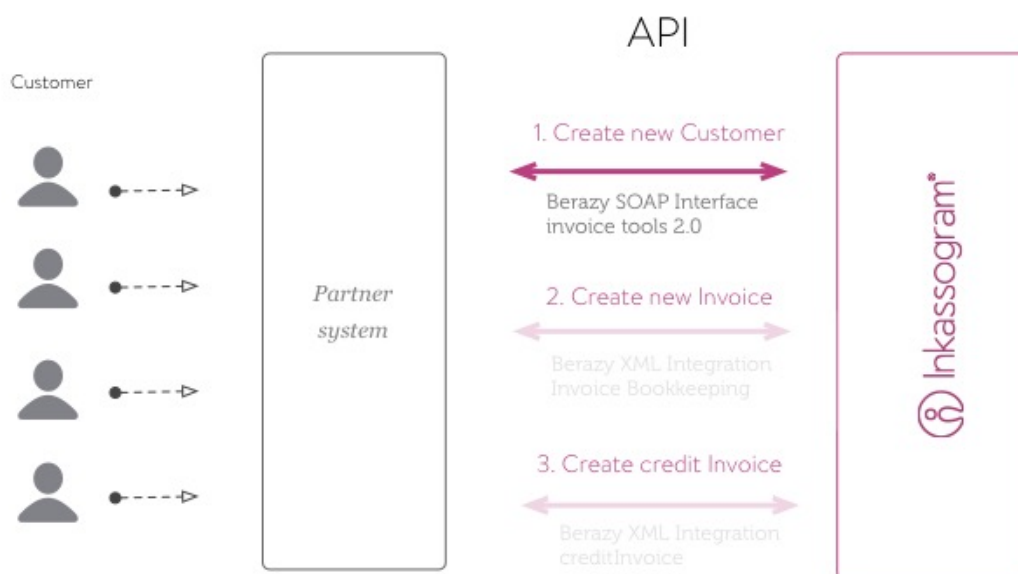 API
Customer
1. Create new Customer
Berazy SOAP Interface
invoice tools 2.0
Partner
system
2. Create new Invoice
Berazy XML Integration
Invoice Bookkeeping
3. Create credit Invoice
Berazy XML Integration
creditInvoice
Inkassogram®